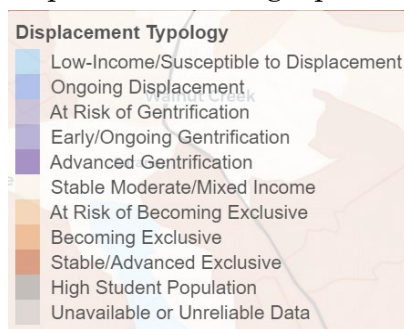 Displacement Typology
Low-Income/Susceptible to Displacement
Ongoing Displacement
Walnut Creek
At Risk of Gentrification
Early/Ongoing Gentrification
Advanced Gentrification
Stable Moderate/Mixed Income
At Risk of Becoming Exclusive
Becoming Exclusive
Stable/Advanced Exclusive
High Student Population
Unavailable or Unreliable Data